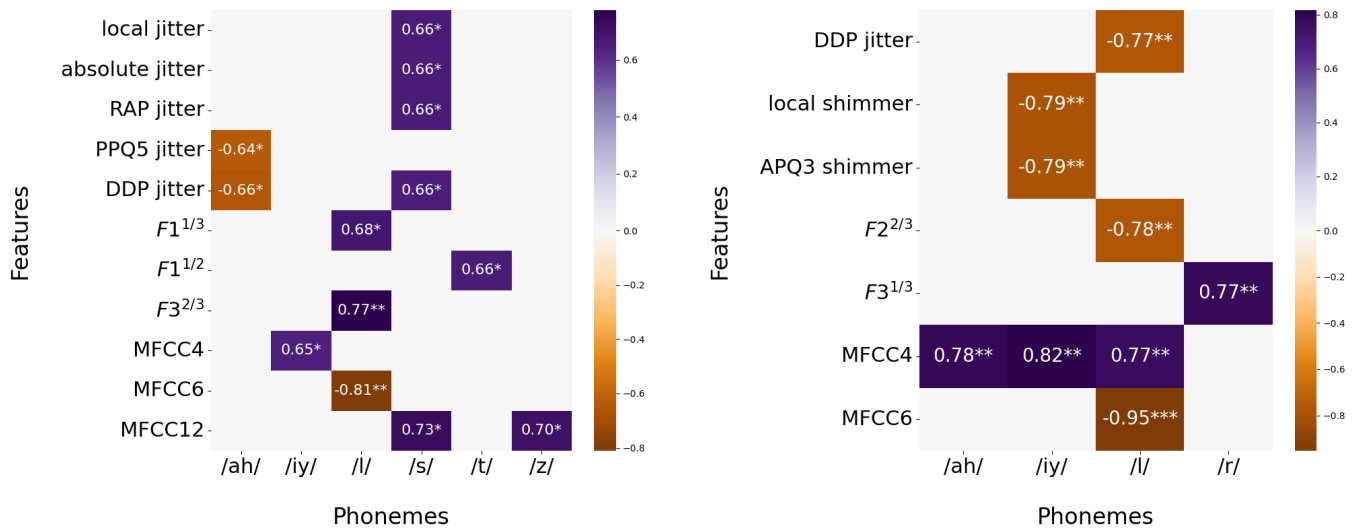 local jitter 0.66*
absolute jitter 0.66*
RAP jitter 0.66*
PPQ5 jitter -0.64*
DDP jitter -0.66* 0.66*
F1^{1/3} 0.68*
F1^{1/2} 0.66*
F3^{2/3} 0.77**
MFCC4 0.65*
MFCC6 -0.81**
MFCC12 0.73* 0.70*
/ah/ /iy/ /l/ /s/ /t/ /z/
Phonemes
Features
0.6
0.4
0.2
0.0
−0.2
−0.4
−0.6
−0.8
DDP jitter -0.77**
local shimmer -0.79**
APQ3 shimmer -0.79**
F2^{2/3} -0.78**
F3^{1/3} 0.77**
MFCC4 0.78** 0.82** 0.77**
MFCC6 -0.95***
/ah/ /iy/ /l/ /r/
Phonemes
Features
0.8
0.6
0.4
0.2
0.0
−0.2
−0.4
−0.6
−0.8